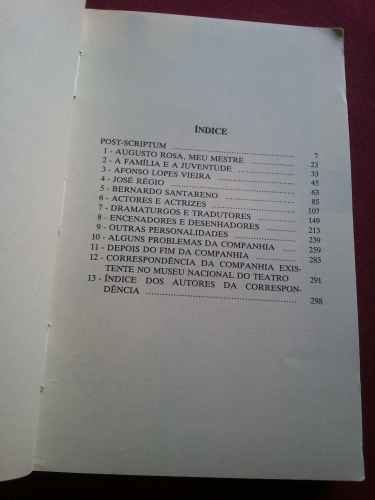 ÍNDICE
POST-SCRIPTUM ........ 7
1 - AUGUSTO ROSA, MEU MESTRE ........ 23
2 - A FAMÍLIA E A JUVENTUDE ........ 33
3 - AFONSO LOPES VIEIRA ........ 45
4 - JOSÉ RÉGIO ........ 63
5 - BERNARDO SANTARENO ........ 85
6 - ACTORES E ACTRIZES ........ 107
7 - DRAMATURGOS E TRADUTORES ........ 149
8 - ENCENADORES E DESENHADORES ........ 213
9 - OUTRAS PERSONALIDADES ........ 239
10 - ALGUNS PROBLEMAS DA COMPANHIA ........ 259
11 - DEPOIS DO FIM DA COMPANHIA ........ 283
12 - CORRESPONDÊNCIA DA COMPANHIA EXIS-
TENTE NO MUSEU NACIONAL DO TEATRO 291
13 - ÍNDICE DOS AUTORES DA CORRESPON-
DÊNCIA ........ 298